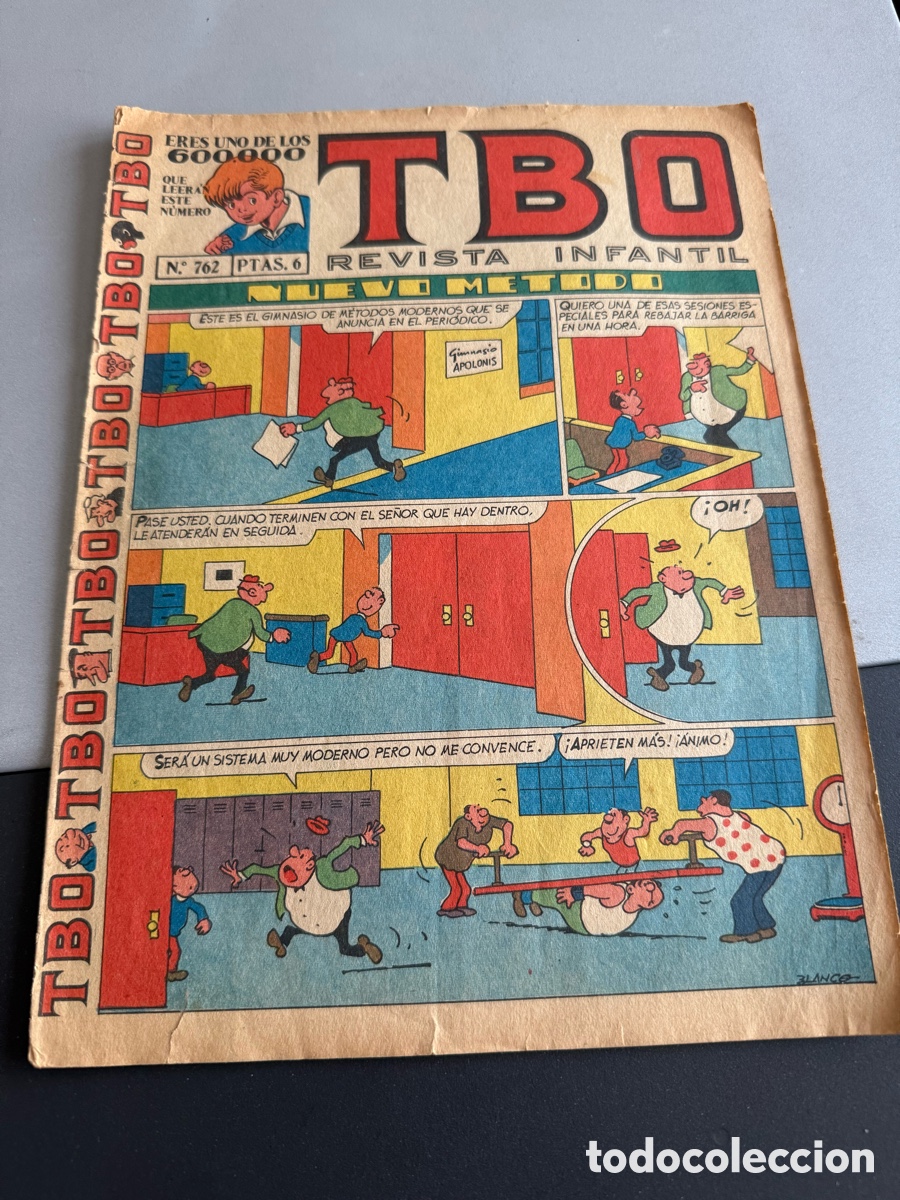 ERES UNO DE LOS
600.000
QUE
LEERÁN
ESTE
NÚMERO
N.º 762
PTAS. 6
TBO
REVISTA INFANTIL
NUEVO METODO
ESTE ES EL GIMNASIO DE MÉTODOS MODERNOS QUE SE
ANUNCIA EN EL PERIÓDICO.
Gimnasio
APOLONIS
QUIERO UNA DE ESAS SESIONES ES-
PECIALES PARA REBAJAR LA BARRIGA
EN UNA HORA.
PASE USTED, CUANDO TERMINEN CON EL SEÑOR QUE HAY DENTRO,
LE ATENDERÁN EN SEGUIDA.
¡OH!
SERÁ UN SISTEMA MUY MODERNO PERO NO ME CONVENCE.
¡APRIETEN MÁS! ¡ÁNIMO!
BLANCO
TBO
TBO
TBO
TBO
TBO
TBO
TBO
todocoleccion